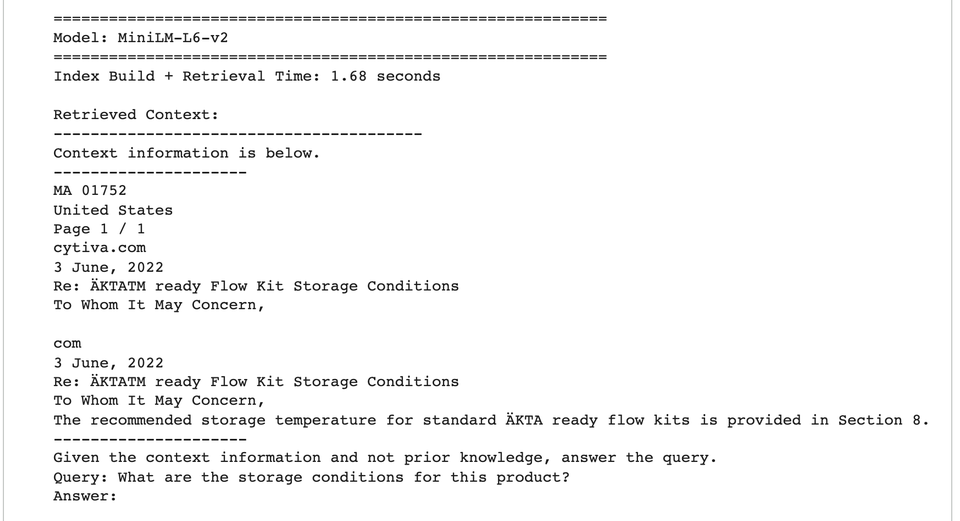 ============================================================
Model: MiniLM-L6-v2
============================================================
Index Build + Retrieval Time: 1.68 seconds
Retrieved Context:
----------------------------------------
Context information is below.
---------------------
MA 01752
United States
Page 1 / 1
cytiva.com
3 June, 2022
Re: ÄKTATM ready Flow Kit Storage Conditions
To Whom It May Concern,
com
3 June, 2022
Re: ÄKTATM ready Flow Kit Storage Conditions
To Whom It May Concern,
The recommended storage temperature for standard ÄKTA ready flow kits is provided in Section 8.
---------------------
Given the context information and not prior knowledge, answer the query.
Query: What are the storage conditions for this product?
Answer: